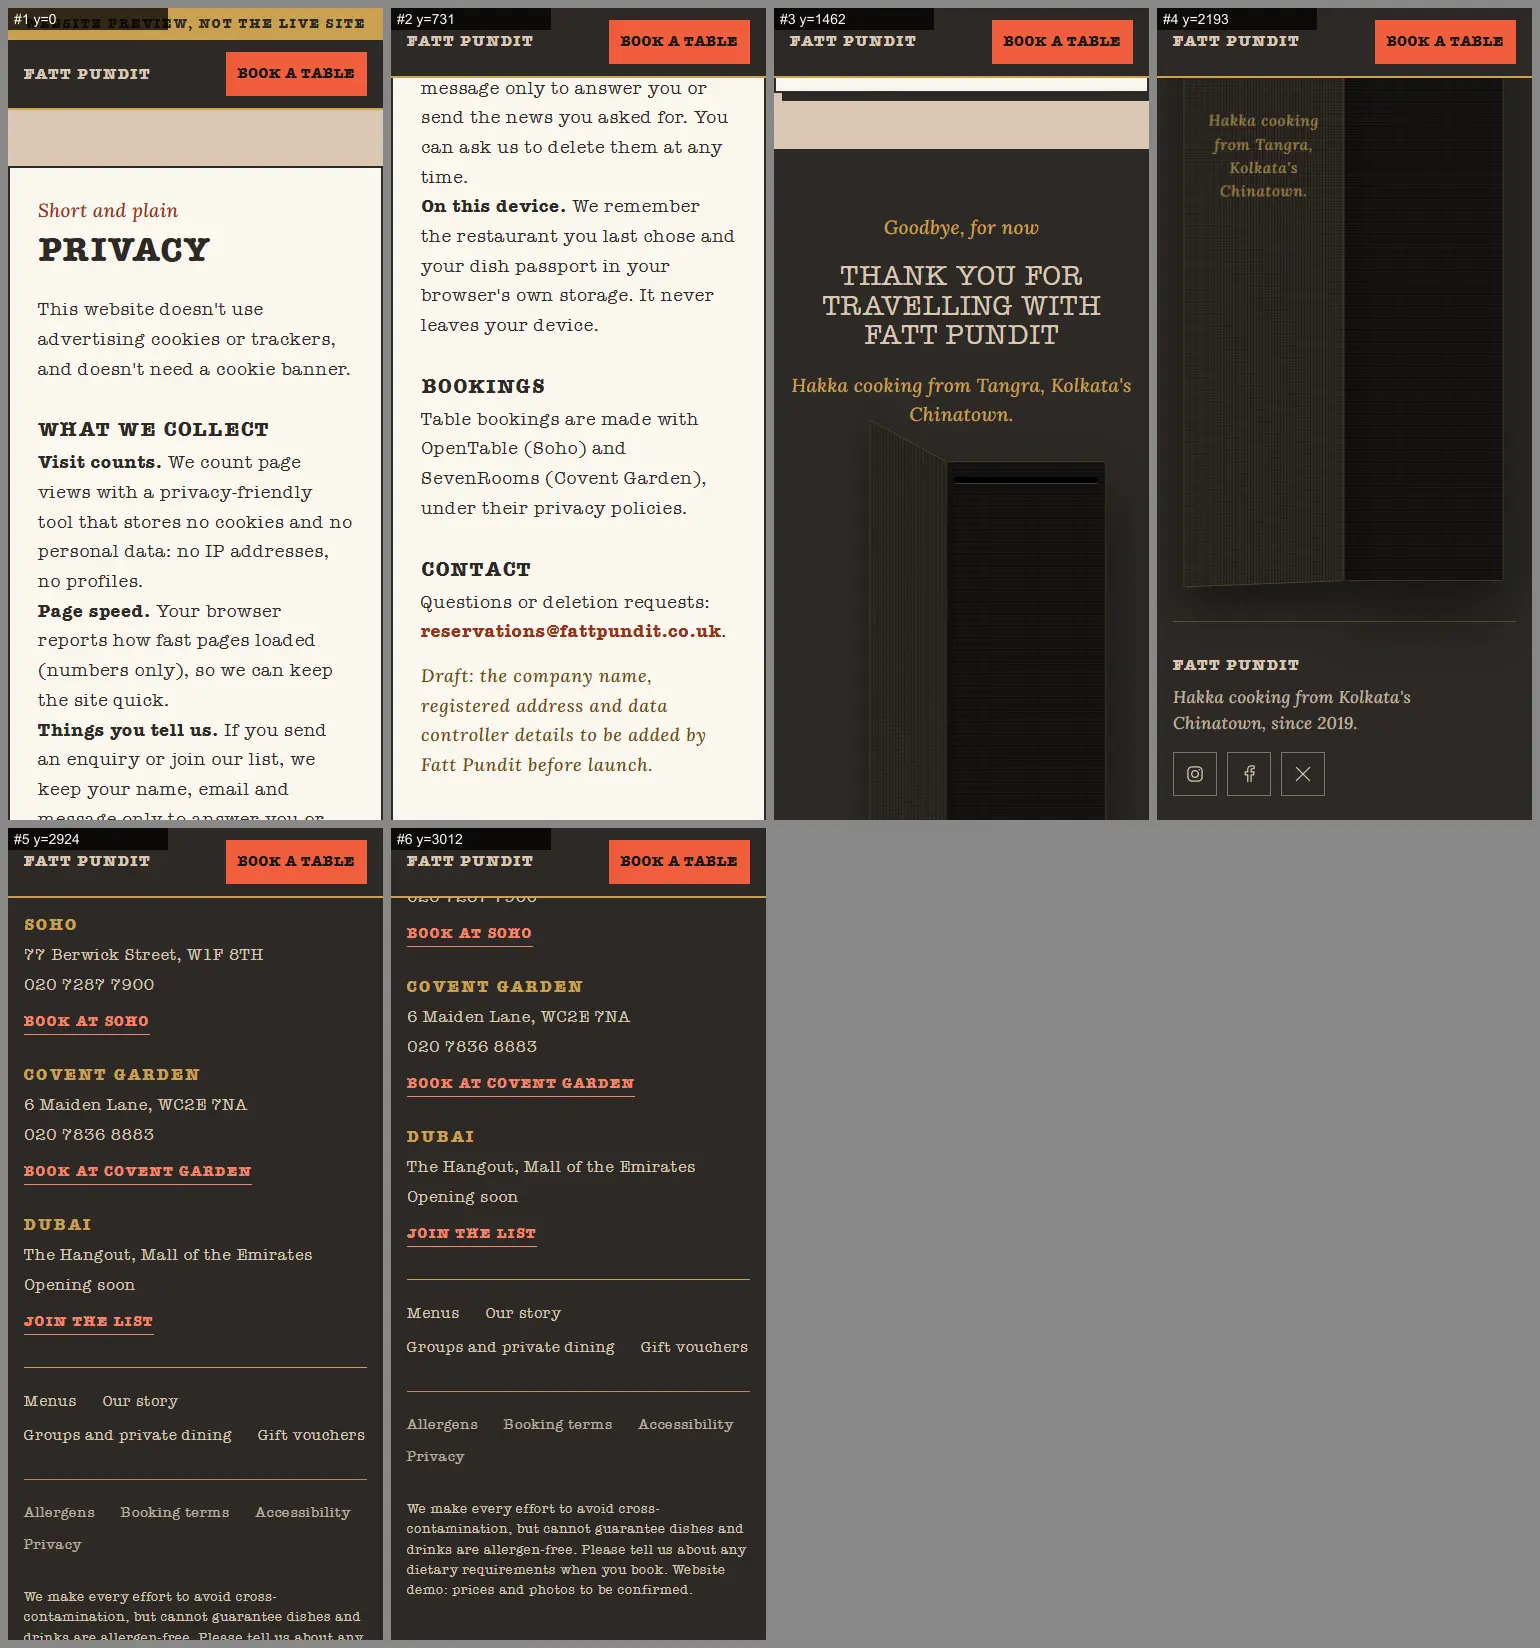 #1 y=0
SITE PREVIEW, NOT THE LIVE SITE
FATT PUNDIT
BOOK A TABLE
Short and plain
PRIVACY
This website doesn't use
advertising cookies or trackers,
and doesn't need a cookie banner.
WHAT WE COLLECT
Visit counts. We count page
views with a privacy-friendly
tool that stores no cookies and no
personal data: no IP addresses,
no profiles.
Page speed. Your browser
reports how fast pages loaded
(numbers only), so we can keep
the site quick.
Things you tell us. If you send
an enquiry or join our list, we
keep your name, email and
message only to answer you or
#2 y=731
FATT PUNDIT
BOOK A TABLE
message only to answer you or
send the news you asked for. You
can ask us to delete them at any
time.
On this device. We remember
the restaurant you last chose and
your dish passport in your
browser's own storage. It never
leaves your device.
BOOKINGS
Table bookings are made with
OpenTable (Soho) and
SevenRooms (Covent Garden),
under their privacy policies.
CONTACT
Questions or deletion requests:
reservations@fattpundit.co.uk.
Draft: the company name,
registered address and data
controller details to be added by
Fatt Pundit before launch.
#3 y=1462
FATT PUNDIT
BOOK A TABLE
Goodbye, for now
THANK YOU FOR
TRAVELLING WITH
FATT PUNDIT
Hakka cooking from Tangra, Kolkata's
Chinatown.
#4 y=2193
FATT PUNDIT
BOOK A TABLE
Hakka cooking
from Tangra,
Kolkata's
Chinatown.
FATT PUNDIT
Hakka cooking from Kolkata's
Chinatown, since 2019.
#5 y=2924
FATT PUNDIT
BOOK A TABLE
SOHO
77 Berwick Street, W1F 8TH
020 7287 7900
BOOK AT SOHO
COVENT GARDEN
6 Maiden Lane, WC2E 7NA
020 7836 8883
BOOK AT COVENT GARDEN
DUBAI
The Hangout, Mall of the Emirates
Opening soon
JOIN THE LIST
Menus Our story
Groups and private dining Gift vouchers
Allergens Booking terms Accessibility
Privacy
We make every effort to avoid cross-
contamination, but cannot guarantee dishes and
drinks are allergen-free. Please tell us about any
#6 y=3012
FATT PUNDIT
BOOK A TABLE
020 7287 7900
BOOK AT SOHO
COVENT GARDEN
6 Maiden Lane, WC2E 7NA
020 7836 8883
BOOK AT COVENT GARDEN
DUBAI
The Hangout, Mall of the Emirates
Opening soon
JOIN THE LIST
Menus Our story
Groups and private dining Gift vouchers
Allergens Booking terms Accessibility
Privacy
We make every effort to avoid cross-
contamination, but cannot guarantee dishes and
drinks are allergen-free. Please tell us about any
dietary requirements when you book. Website
demo: prices and photos to be confirmed.